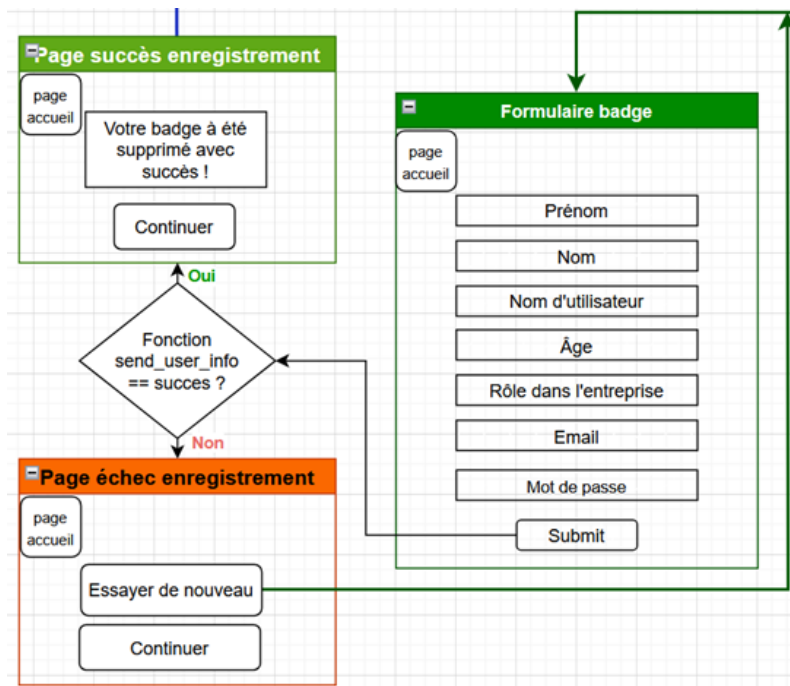 Page succès enregistrement
page
accueil
Votre badge à été
supprimé avec
succès !
Continuer
Oui
Fonction
send_user_info
== succes ?
Non
Page échec enregistrement
page
accueil
Essayer de nouveau
Continuer
Formulaire badge
page
accueil
Prénom
Nom
Nom d'utilisateur
Âge
Rôle dans l'entreprise
Email
Mot de passe
Submit